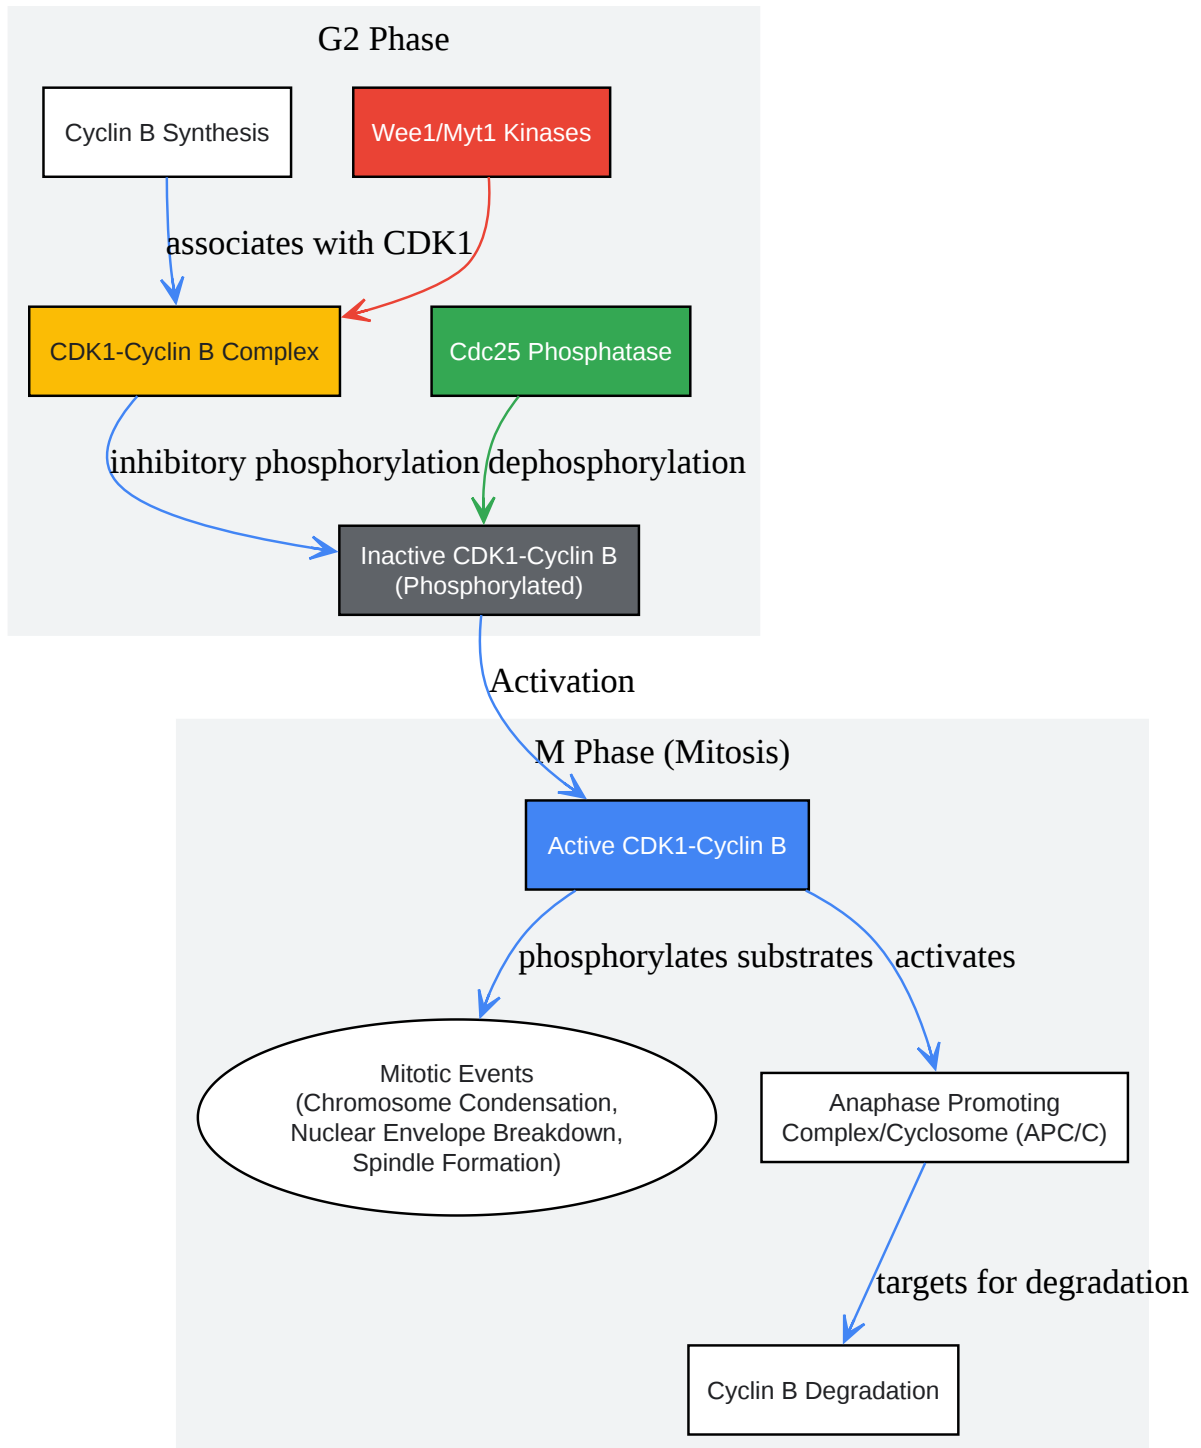 G2 Phase
Cyclin B Synthesis
Wee1/Myt1 Kinases
associates with CDK1
CDK1-Cyclin B Complex
Cdc25 Phosphatase
inhibitory phosphorylation
dephosphorylation
Inactive CDK1-Cyclin B
(Phosphorylated)
Activation
M Phase (Mitosis)
Active CDK1-Cyclin B
phosphorylates substrates
activates
Mitotic Events
(Chromosome Condensation,
Nuclear Envelope Breakdown,
Spindle Formation)
Anaphase Promoting
Complex/Cyclosome (APC/C)
targets for degradation
Cyclin B Degradation